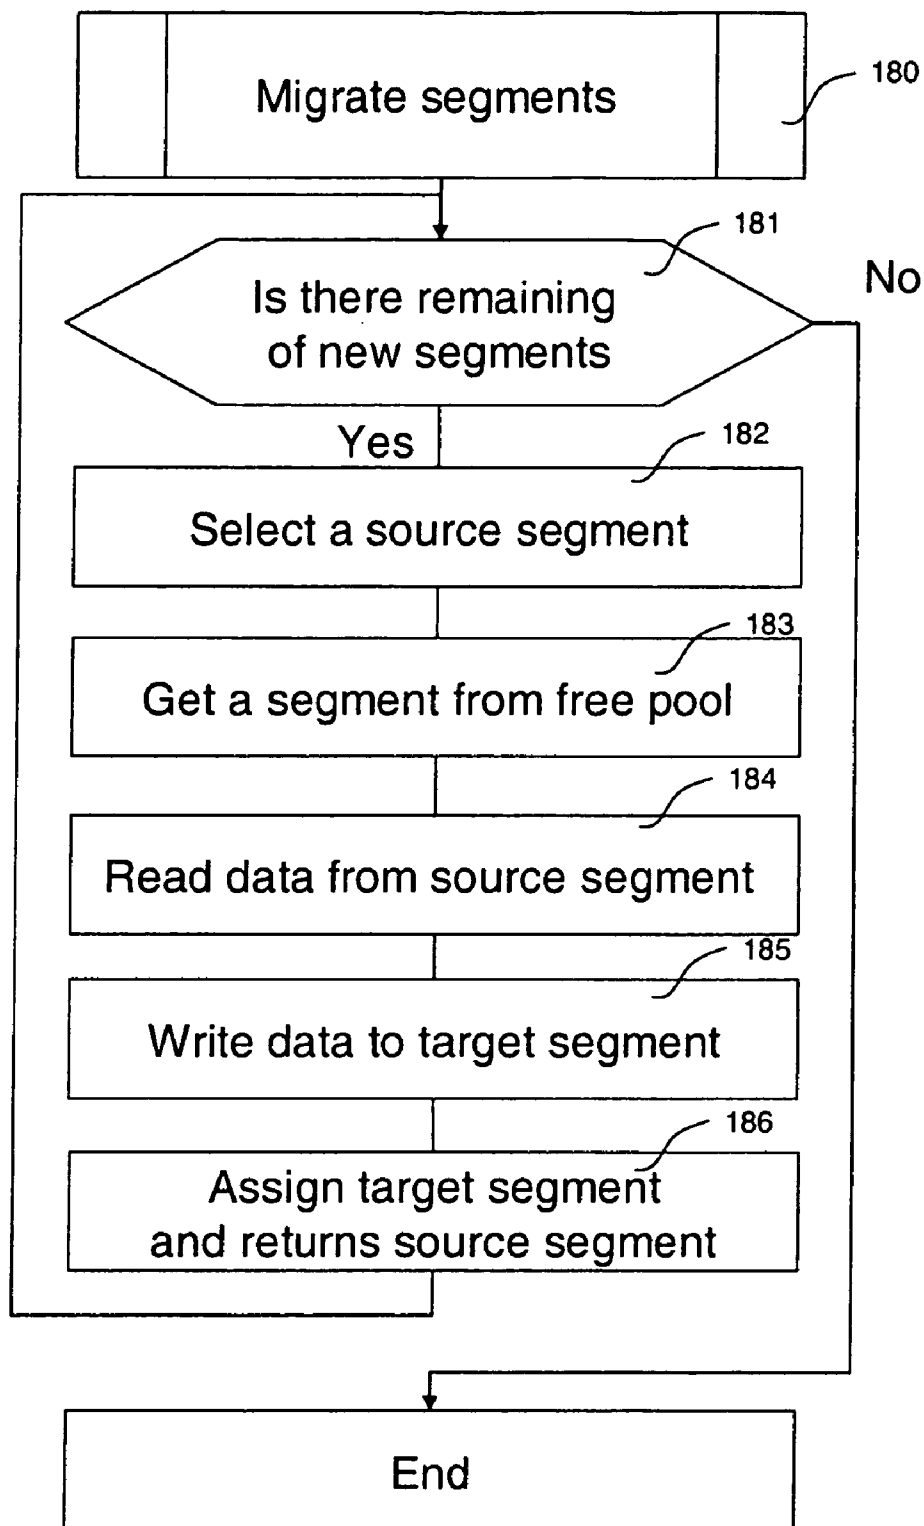 Migrate segments
180
181
No
Is there remaining
of new segments
Yes
182
Select a source segment
183
Get a segment from free pool
184
Read data from source segment
185
Write data to target segment
186
Assign target segment
and returns source segment
End